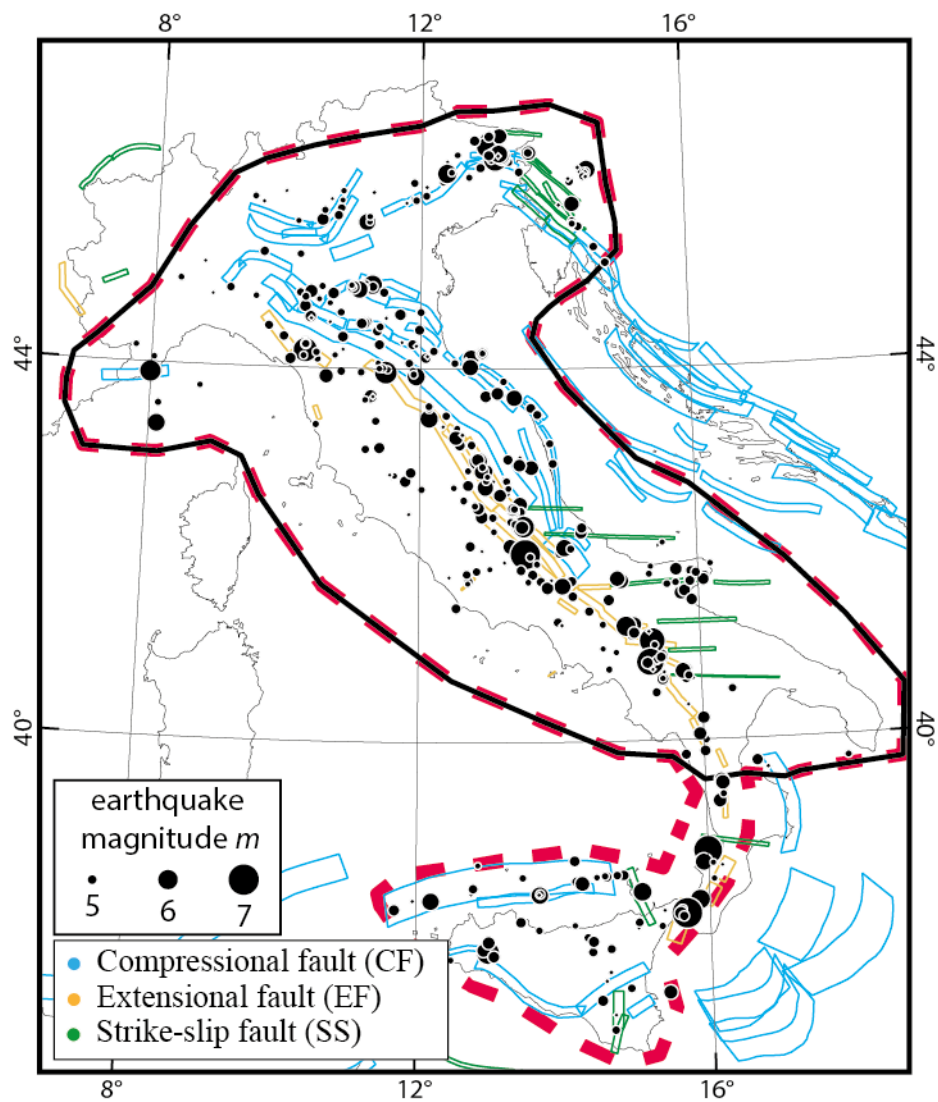 8°
12°
16°
44°
44°
40°
40°
earthquake
magnitude m
5
6
7
Compressional fault (CF)
Extensional fault (EF)
Strike-slip fault (SS)
8°
12°
16°